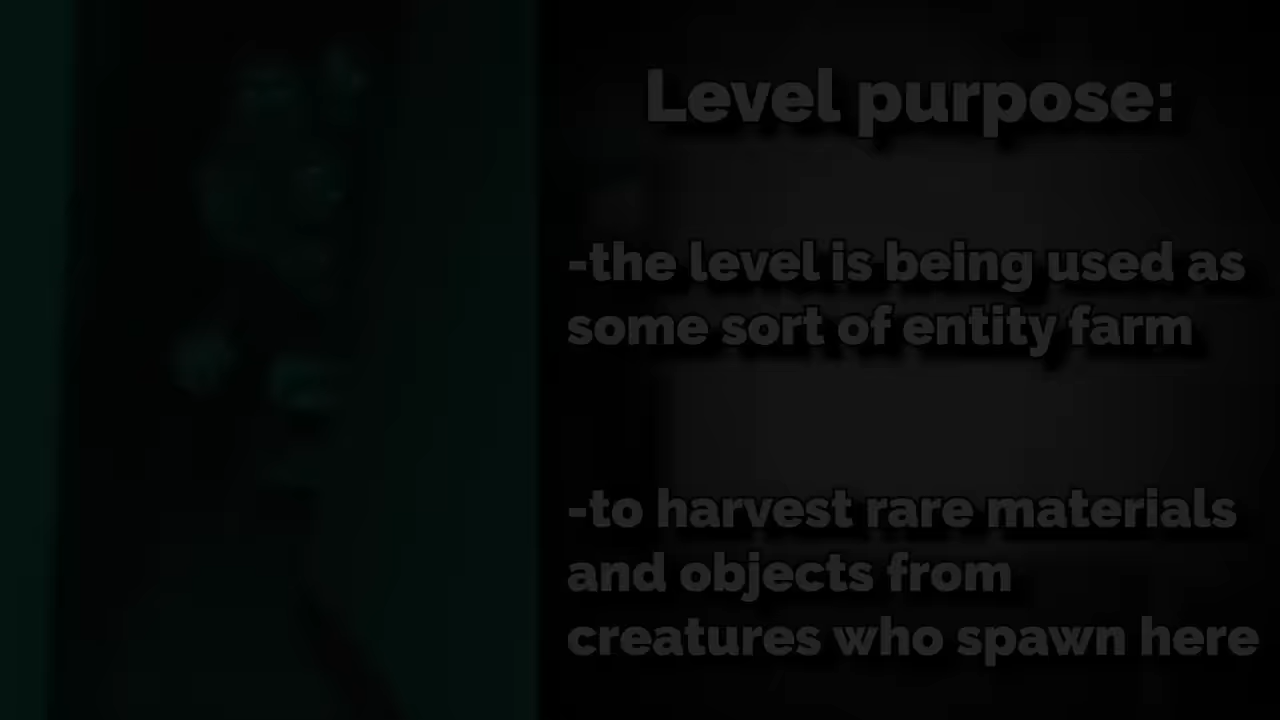 Level purpose:
-the level is being used as
some sort of entity farm
-to harvest rare materials
and objects from
creatures who spawn here